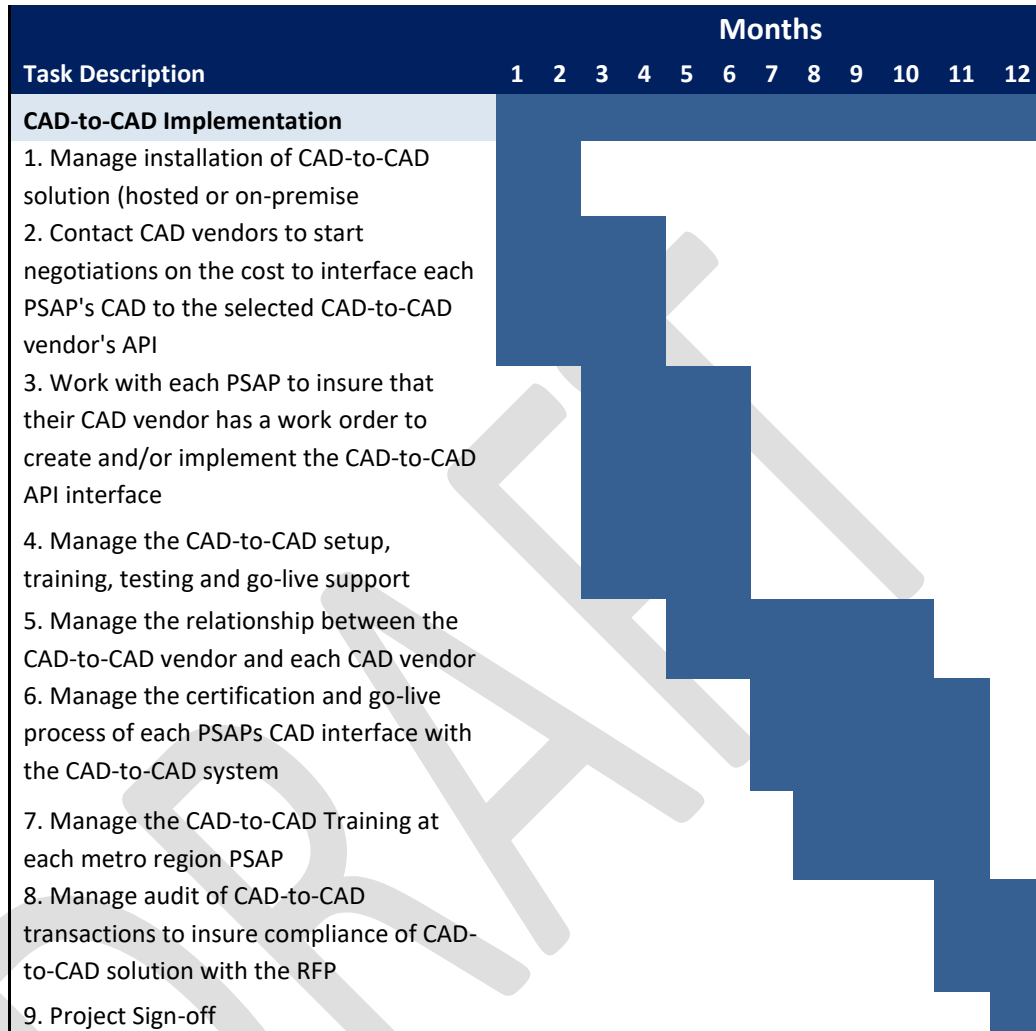 Months
Task Description 1 2 3 4 5 6 7 8 9 10 11 12
CAD-to-CAD Implementation
1. Manage installation of CAD-to-CAD
solution (hosted or on-premise
2. Contact CAD vendors to start
negotiations on the cost to interface each
PSAP's CAD to the selected CAD-to-CAD
vendor's API
3. Work with each PSAP to insure that
their CAD vendor has a work order to
create and/or implement the CAD-to-CAD
API interface
4. Manage the CAD-to-CAD setup,
training, testing and go-live support
5. Manage the relationship between the
CAD-to-CAD vendor and each CAD vendor
6. Manage the certification and go-live
process of each PSAPs CAD interface with
the CAD-to-CAD system
7. Manage the CAD-to-CAD Training at
each metro region PSAP
8. Manage audit of CAD-to-CAD
transactions to insure compliance of CAD-
to-CAD solution with the RFP
9. Project Sign-off
DRAFT